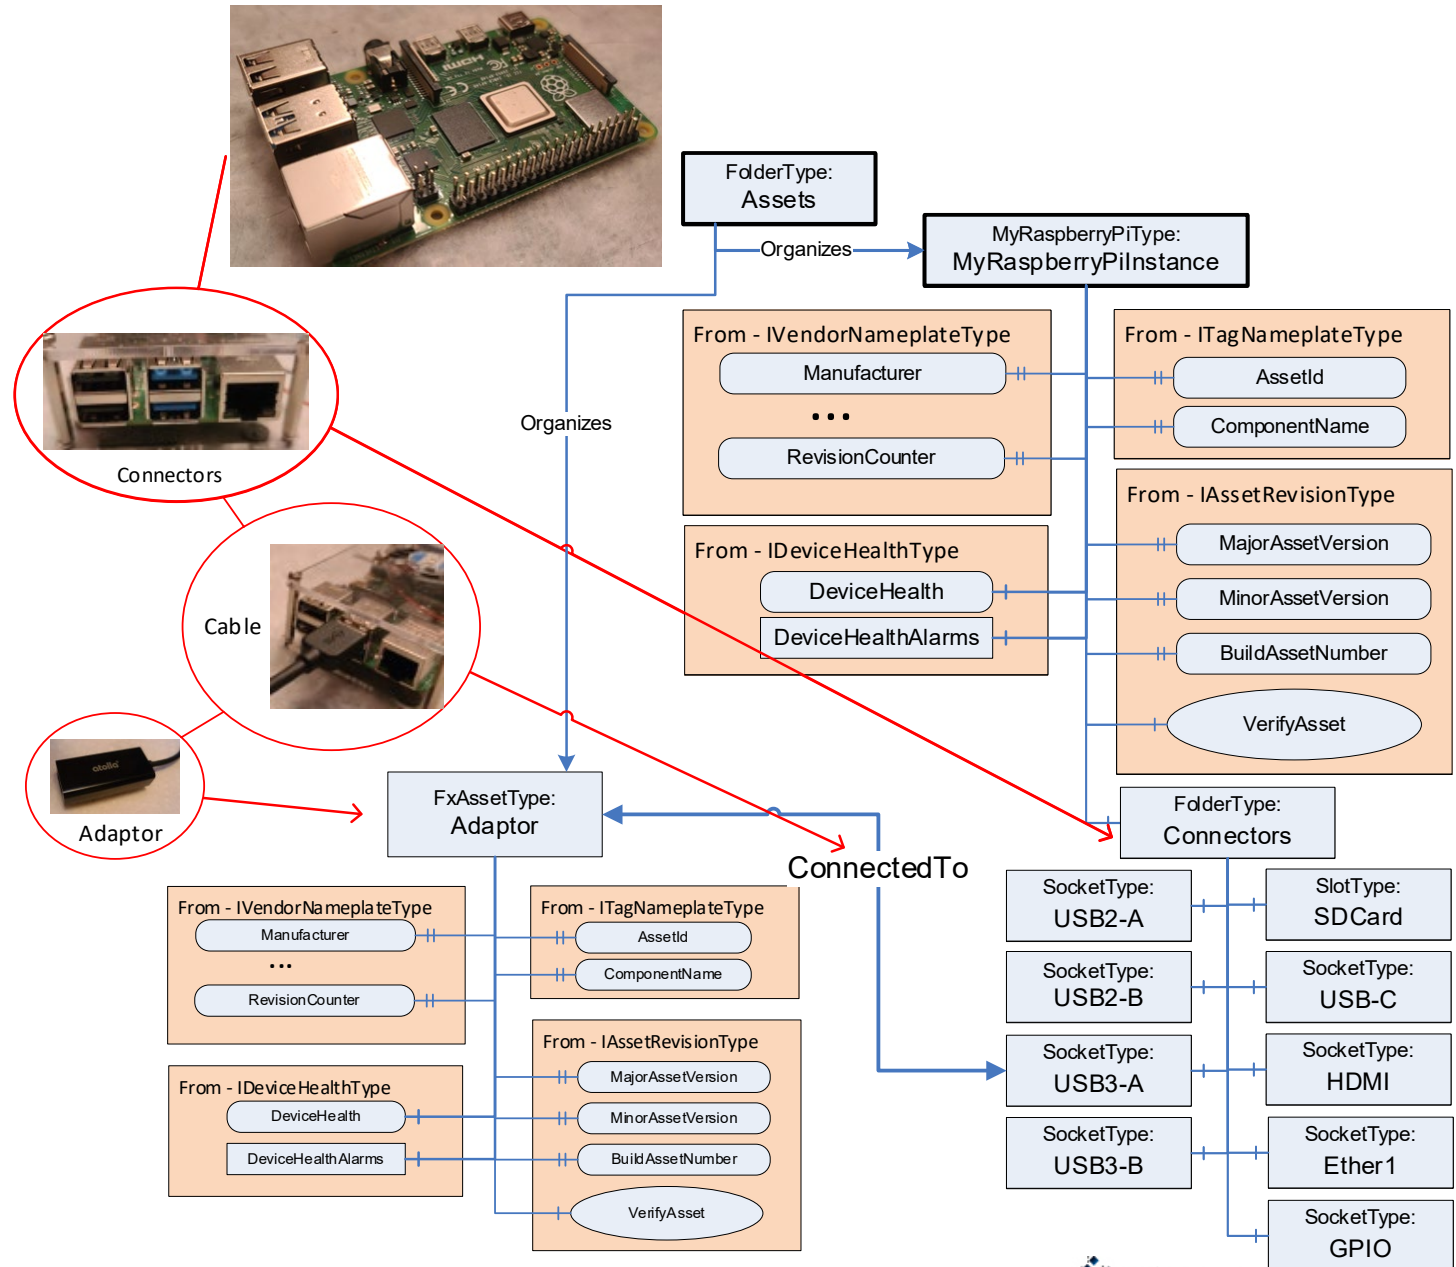 HDMI
FolderType:
Assets
Organizes
MyRaspberryPiType:
MyRaspberryPiInstance
From - IVendorNameplateType
Manufacturer
...
RevisionCounter
From - ITagNameplateType
AssetId
ComponentName
Connectors
Organizes
From - IAssetRevisionType
MajorAssetVersion
MinorAssetVersion
BuildAssetNumber
VerifyAsset
From - IDeviceHealthType
DeviceHealth
DeviceHealthAlarms
Cable
atolla
Adaptor
FxAssetType:
Adaptor
ConnectedTo
FolderType:
Connectors
From - IVendorNameplateType
Manufacturer
...
RevisionCounter
From - ITagNameplateType
AssetId
ComponentName
From - IAssetRevisionType
MajorAssetVersion
MinorAssetVersion
BuildAssetNumber
VerifyAsset
From - IDeviceHealthType
DeviceHealth
DeviceHealthAlarms
SocketType:
USB2-A
SlotType:
SDCard
SocketType:
USB2-B
SocketType:
USB-C
SocketType:
USB3-A
SocketType:
HDMI
SocketType:
USB3-B
SocketType:
Ether1
SocketType:
GPIO